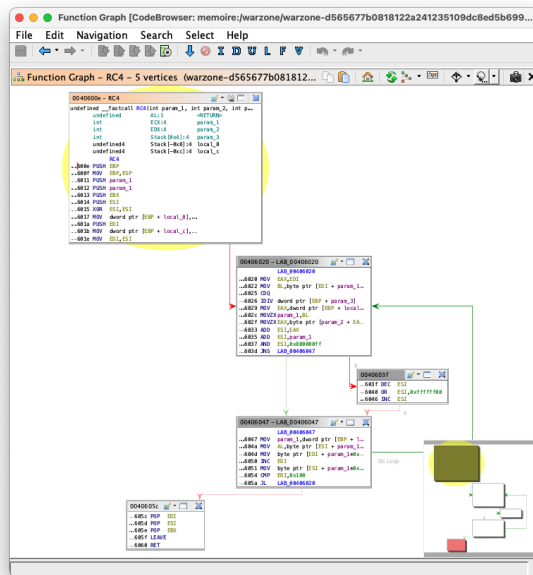 Function Graph [CodeBrowser: memoire:/warzone/warzone-d565677b0818122a241235109dc8ed5b699...
File Edit Navigation Search Select Help
I D U L F V
Function Graph – RC4 – 5 vertices (warzone-d565677b081812...
0040600e – RC4
undefined __fastcall RC4(int param_1, int param_2, int p...
undefined AL:1 <RETURN>
int ECX:4 param_1
int EDX:4 param_2
int Stack[0x4]:4 param_3
undefined4 Stack[-0x8]:4 local_8
undefined4 Stack[-0xc]:4 local_c
RC4
...600e PUSH EBP
...600f MOV EBP,ESP
...6011 PUSH param_1
...6012 PUSH param_1
...6013 PUSH EBX
...6014 PUSH ESI
...6015 XOR ESI,ESI
...6017 MOV dword ptr [EBP + local_8],...
...601a PUSH EDI
...601b MOV dword ptr [EBP + local_c],...
...601e MOV EDI,ESI
00406020 – LAB_00406020
LAB_00406020
...6020 MOV EAX,EDI
...6022 MOV BL,byte ptr [EDI + param_1...
...6025 CDQ
...6026 IDIV dword ptr [EBP + param_3]
...6029 MOV EAX,dword ptr [EBP + local...
...602c MOVZX param_1,BL
...602f MOVZX EAX,byte ptr [param_2 + EA...
...6033 ADD ESI,EAX
...6035 ADD ESI,param_1
...6037 AND ESI,0x800000ff
...603d JNS LAB_00406047
0040603f
...603f DEC ESI
...6040 OR ESI,0xffffff00
...6046 INC ESI
00406047 – LAB_00406047
LAB_00406047
...6047 MOV param_1,dword ptr [EBP + l...
...604a MOV AL,byte ptr [ESI + param_1...
...604d MOV byte ptr [EDI + param_1*0x...
...6050 INC EDI
...6051 MOV byte ptr [ESI + param_1*0x...
...6054 CMP EDI,0x100
...605a JL LAB_00406020
Do Loop
0040605c
...605c POP EDI
...605d POP ESI
...605e POP EBX
...605f LEAVE
...6060 RET